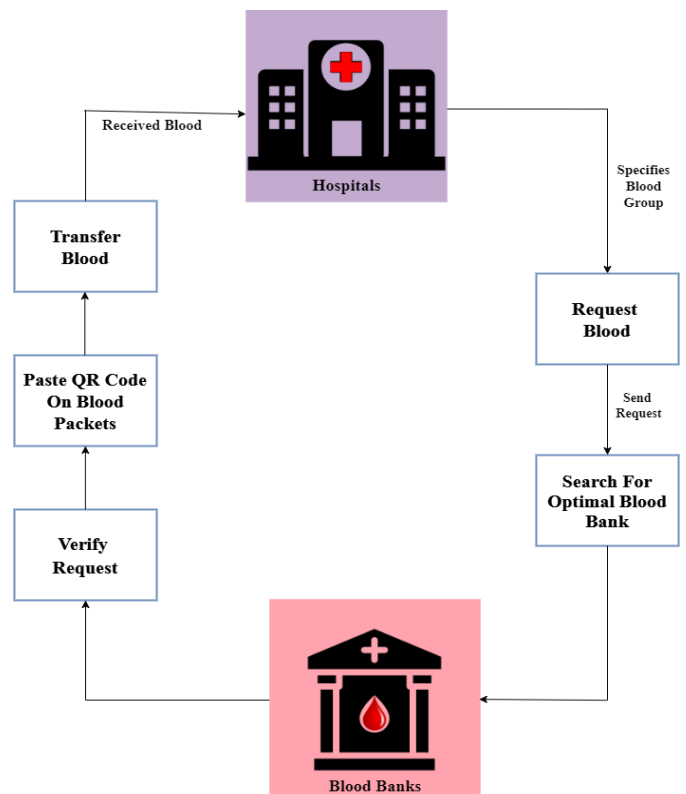 Hospitals
Specifies
Blood
Group
Request
Blood
Send
Request
Search For
Optimal Blood
Bank
Blood Banks
Verify
Request
Paste QR Code
On Blood
Packets
Transfer
Blood
Received Blood